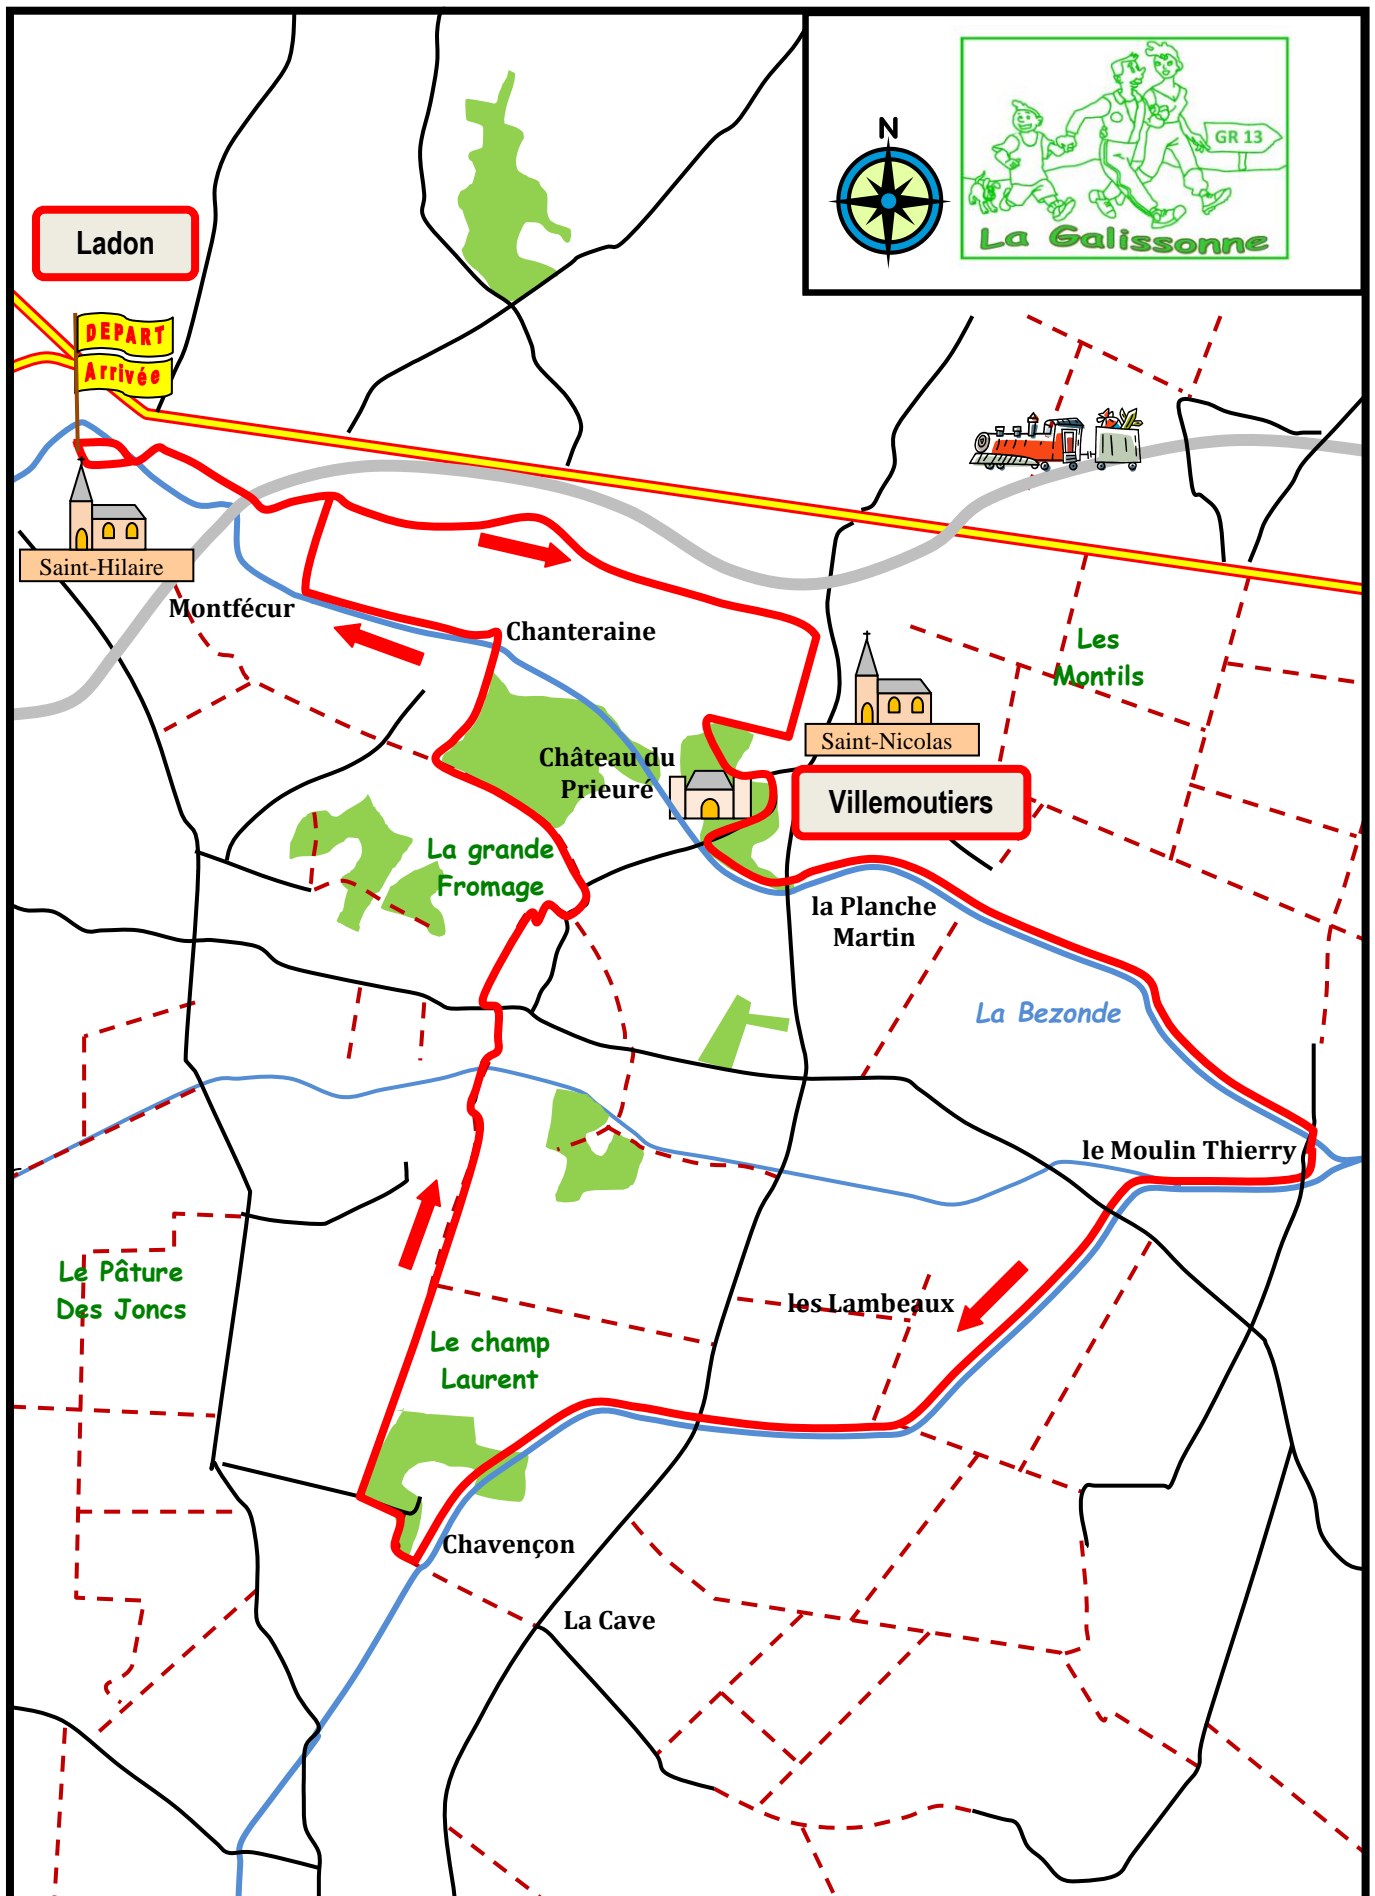 N
GR 13
La Galissonne
Ladon
DEPART
Arrivée
Saint-Hilaire
Montfécur
Chanteraine
Les
Montils
Saint-Nicolas
Château du
Prieuré
Villemoutiers
La grande
Fromage
la Planche
Martin
La Bezonde
le Moulin Thierry
Le Pâture
Des Joncs
les Lambeaux
Le champ
Laurent
Chavençon
La Cave